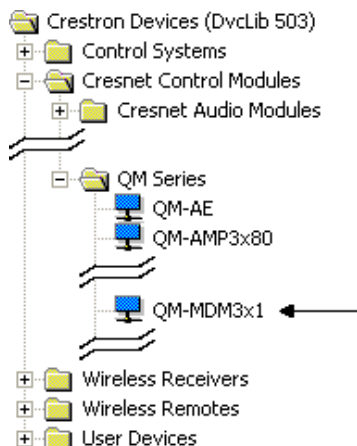 Crestron Devices (DvcLib 503)
Control Systems
Cresnet Control Modules
Cresnet Audio Modules
QM Series
QM-AE
QM-AMP3x80
QM-MDM3x1
Wireless Receivers
Wireless Remotes
User Devices